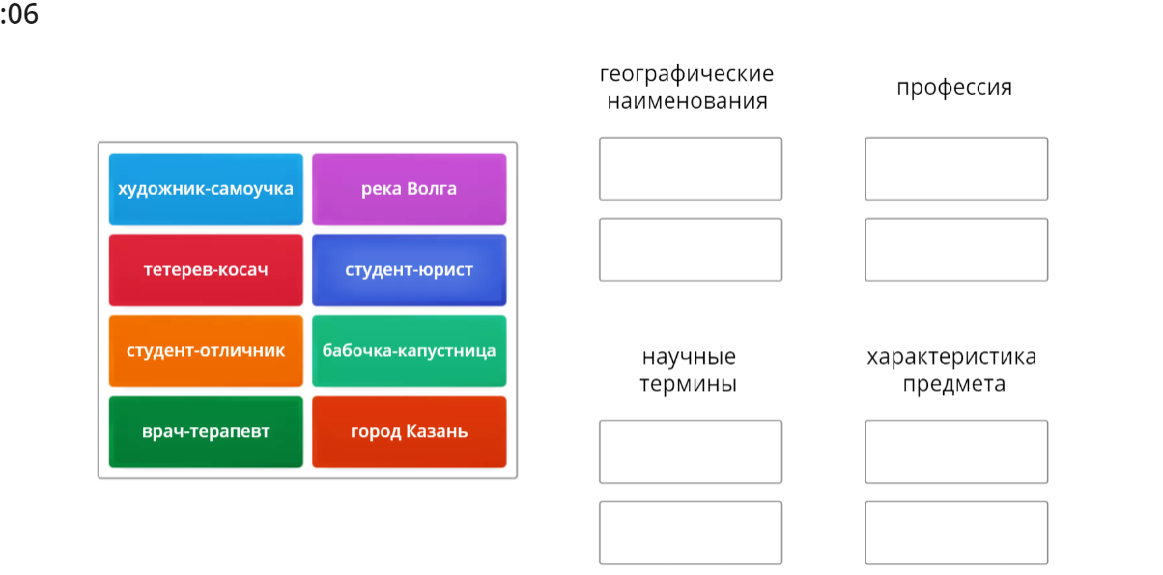 :06
географические
наименования
профессия
художник-самоучка
река Волга
тетерев-косач
студент-юрист
студент-отличник
бабочка-капустница
врач-терапевт
город Казань
научные
термины
характеристика
предмета